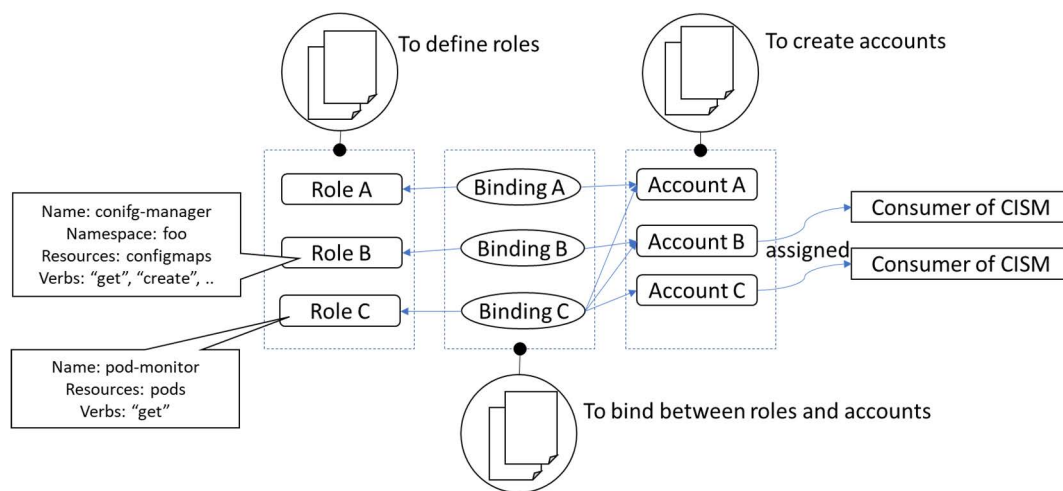 To define roles
To create accounts
Role A
Binding A
Account A
Name: conifg-manager
Namespace: foo
Resources: configmaps
Verbs: “get”, “create”, ..
Role B
Binding B
Account B
assigned
Consumer of CISM
Consumer of CISM
Role C
Binding C
Account C
Name: pod-monitor
Resources: pods
Verbs: “get”
To bind between roles and accounts